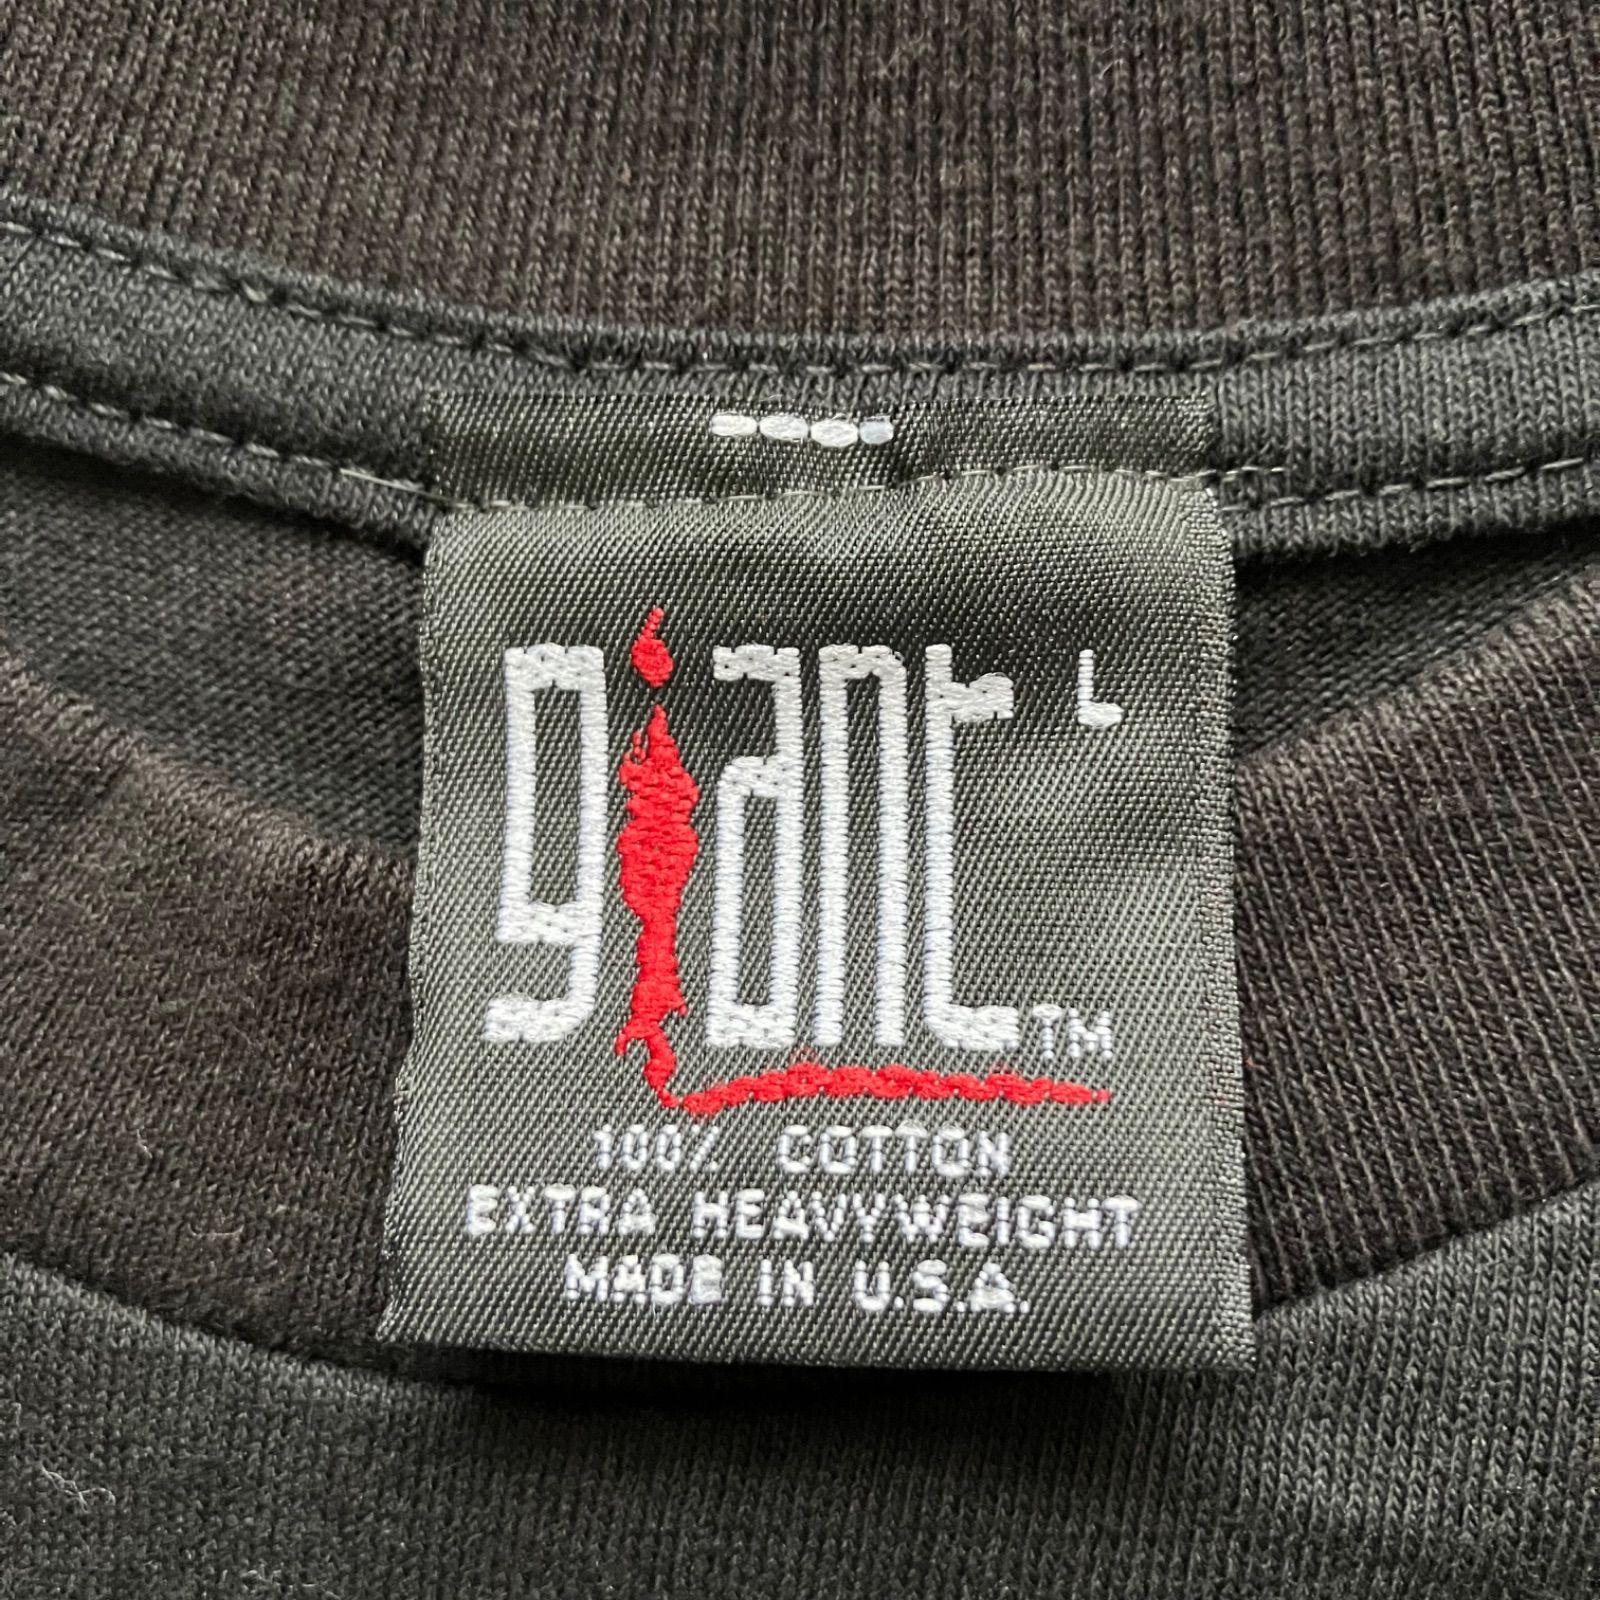 giant L
TM
100% COTTON
EXTRA HEAVYWEIGHT
MADE IN U.S.A.